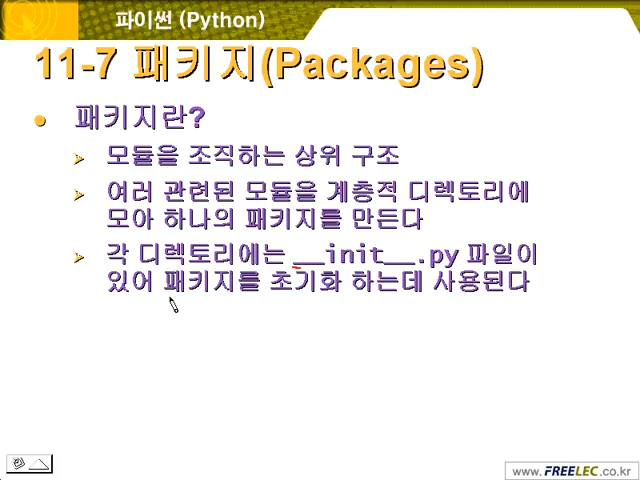 파이썬 (Python)
11-7 패키지(Packages)
패키지란?
모듈을 조직하는 상위 구조
여러 관련된 모듈을 계층적 디렉토리에
모아 하나의 패키지를 만든다
각 디렉토리에는 __init__.py 파일이
있어 패키지를 초기화 하는데 사용된다
www.FREELEC.co.kr